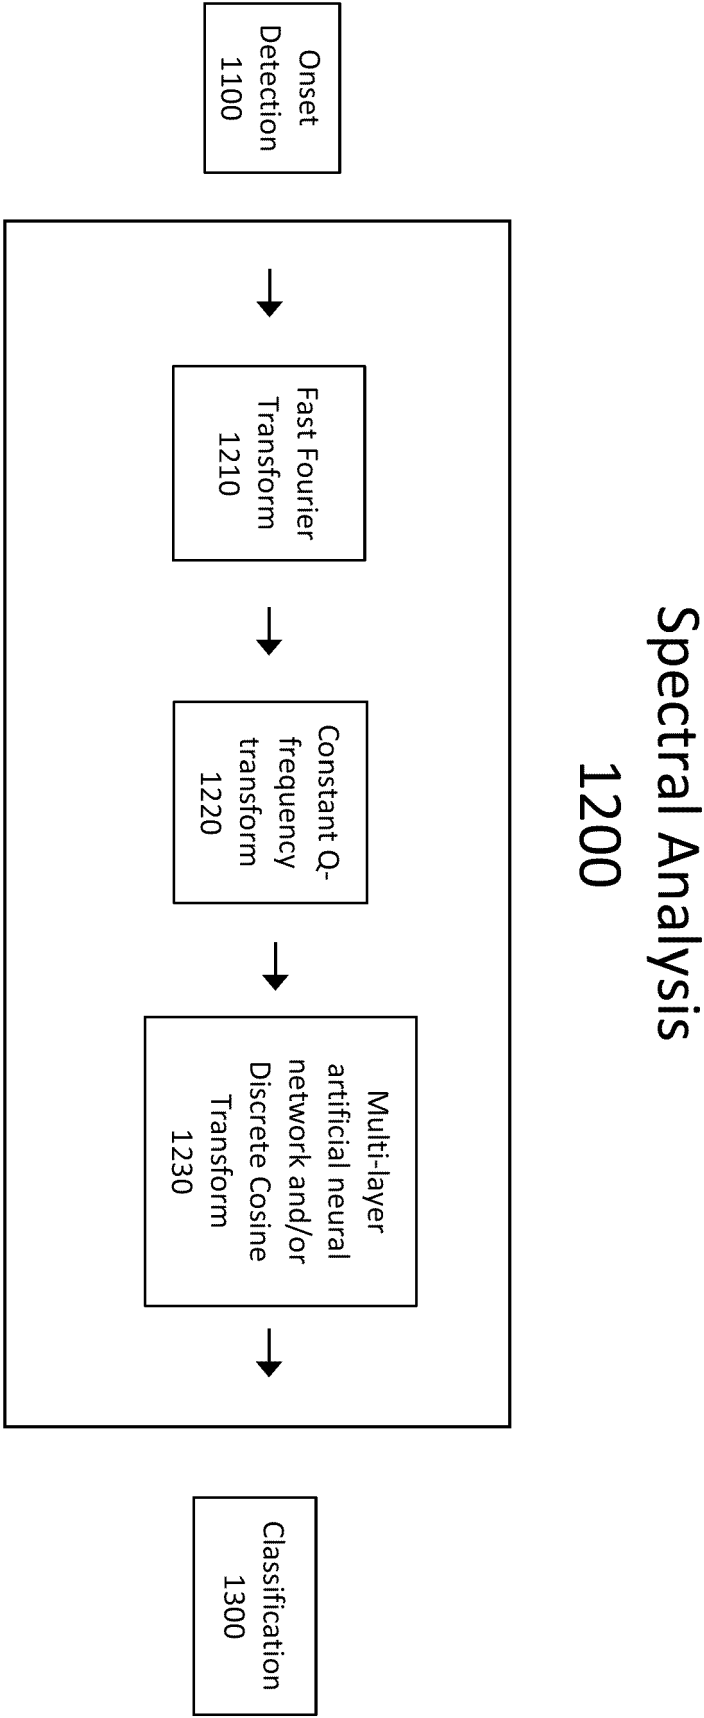 Spectral Analysis
1200
Onset
Detection
1100
Fast Fourier
Transform
1210
Constant Q-
frequency
transform
1220
Multi-layer
artificial neural
network and/or
Discrete Cosine
Transform
1230
Classification
1300